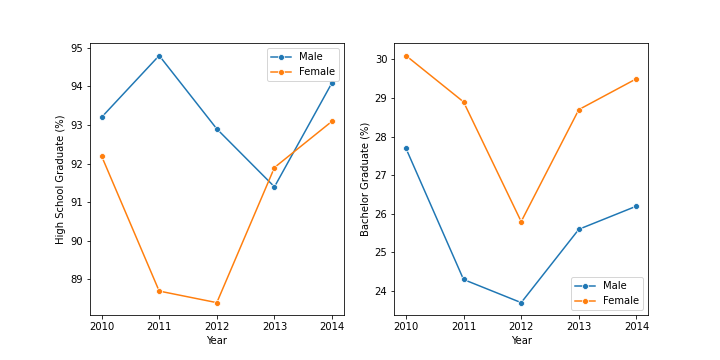 High School Graduate (%)
95
94
93
92
91
90
89
2010 2011 2012 2013 2014
Year
Male
Female
Bachelor Graduate (%)
30
29
28
27
26
25
24
2010 2011 2012 2013 2014
Year
Male
Female